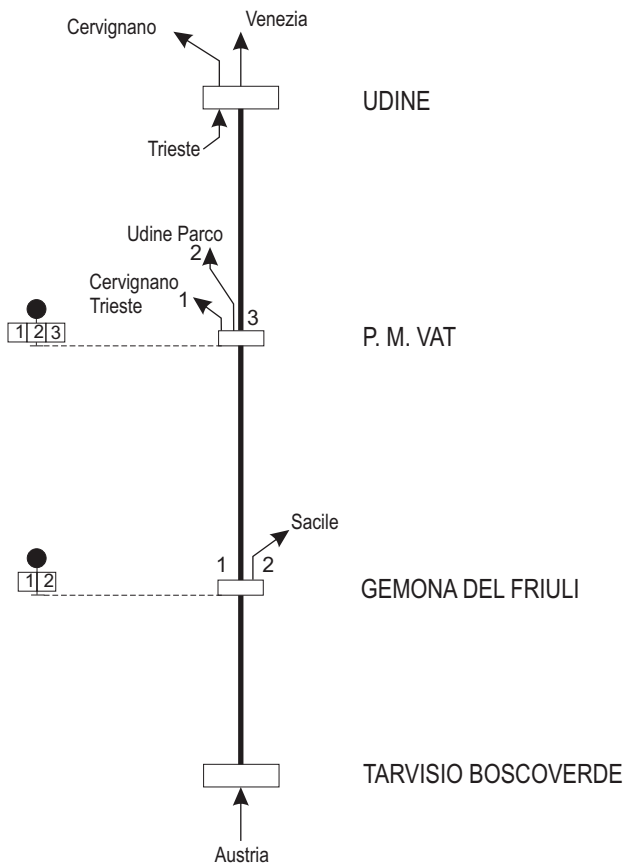 Venezia
Cervignano
UDINE
Trieste
Udine Parco
2
Cervignano
Trieste
1
3
1 2 3
P. M. VAT
Sacile
1
2
1 2
GEMONA DEL FRIULI
TARVISIO BOSCOVERDE
Austria